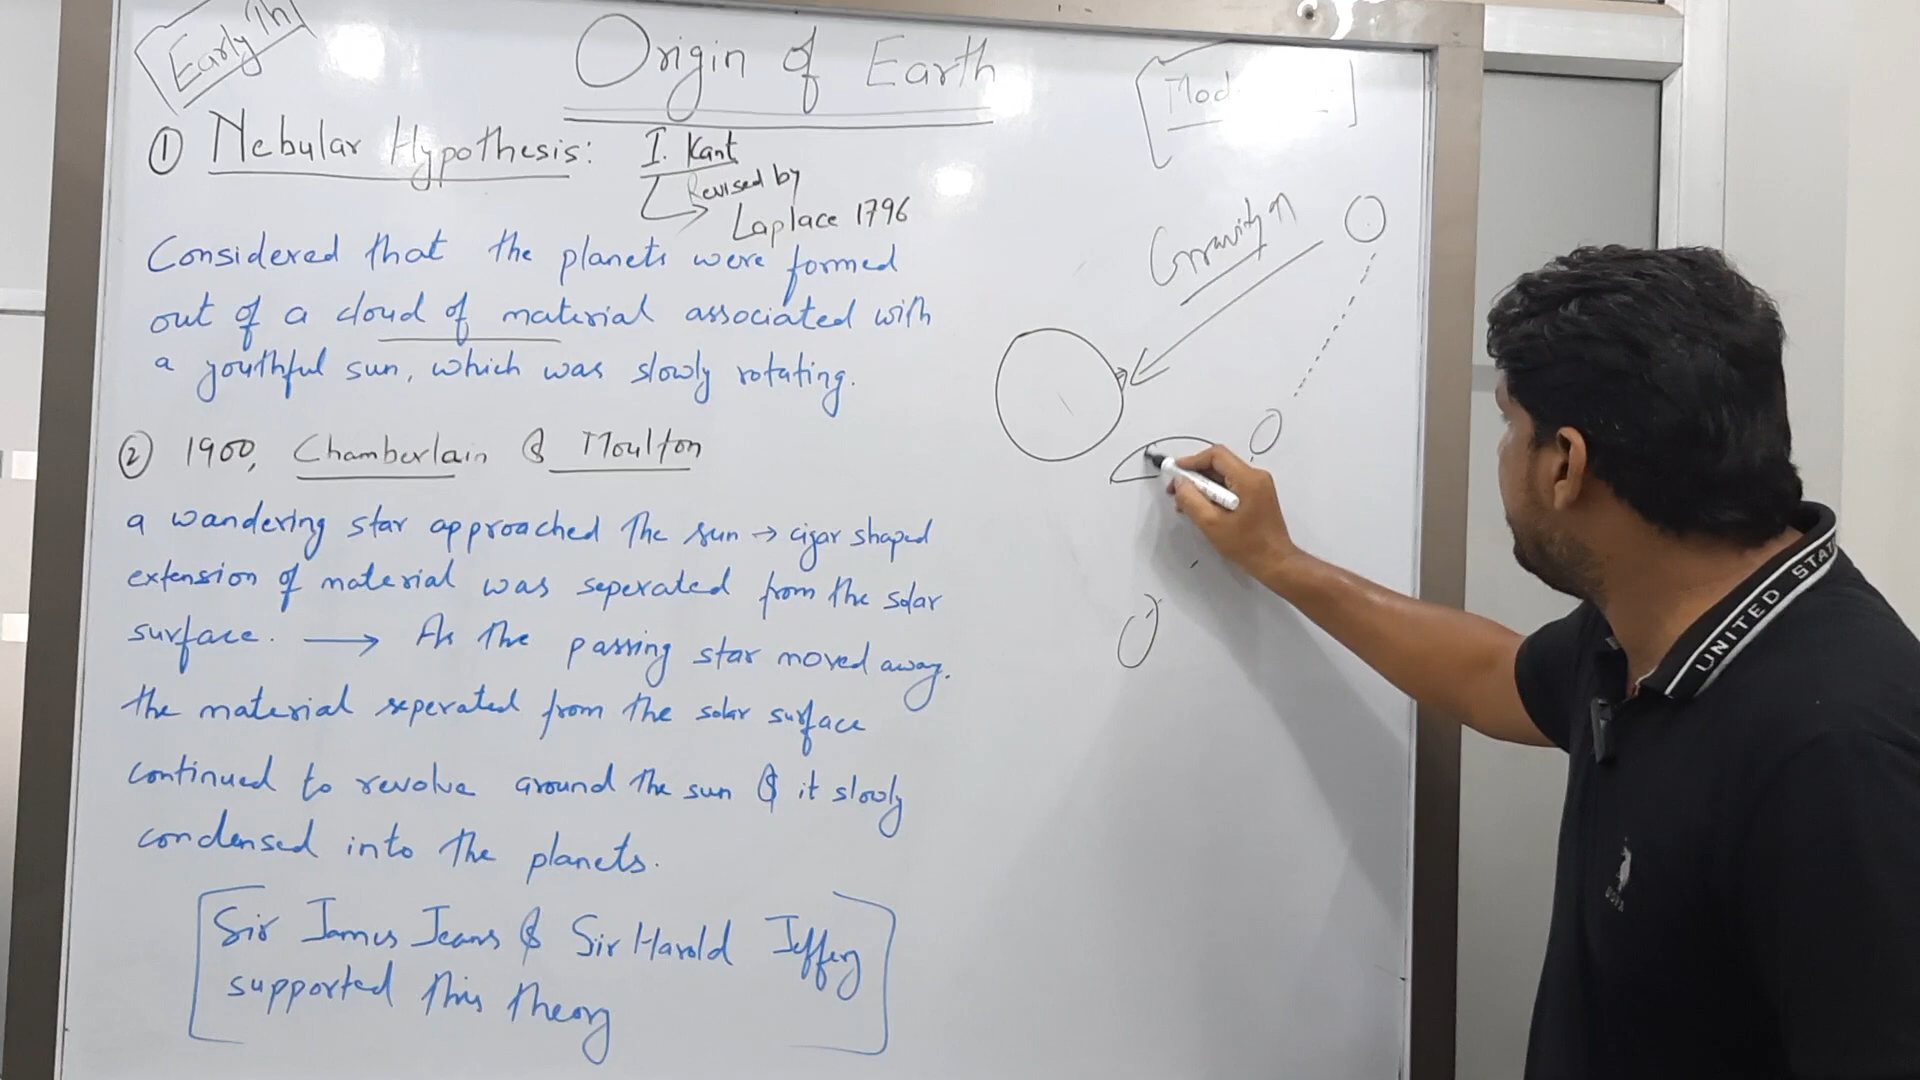 Early Th
Origin of Earth
① Nebular Hypothesis: I. Kant
Revised by
Laplace 1796
Considered that the planets were formed
out of a cloud of material associated with
a youthful sun, which was slowly rotating.
② 1900, Chamberlain & Moulton
a wandering star approached the sun → cigar shaped
extension of material was seperated from the solar
surface. → As the passing star moved away.
the material seperated from the solar surface
continued to revolve around the sun & it slowly
condensed into the planets.
Sir James Jeans & Sir Harold Jeffery
supported this theory
Mod
Gravity ↑
UNITED STAT